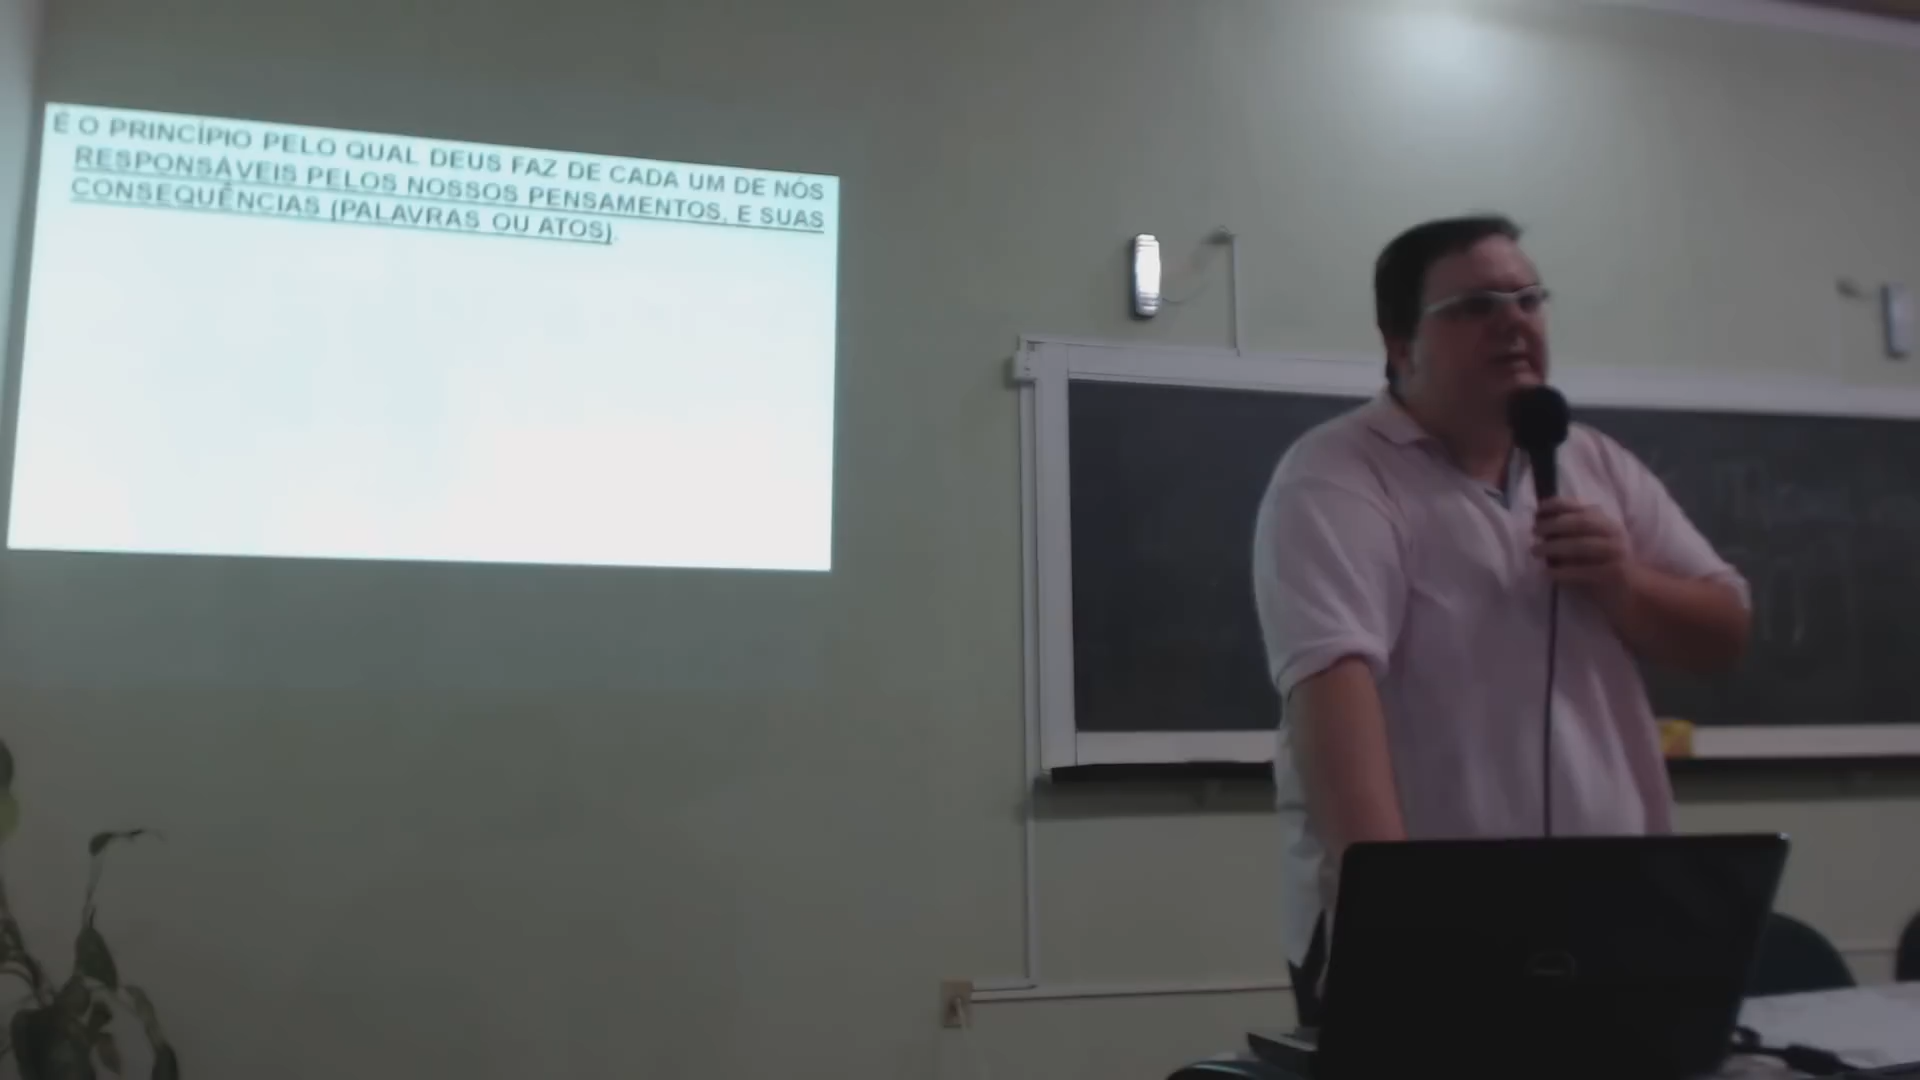 É O PRINCÍPIO PELO QUAL DEUS FAZ DE CADA UM DE NÓS
RESPONSÁVEIS PELOS NOSSOS PENSAMENTOS, E SUAS
CONSEQUÊNCIAS (PALAVRAS OU ATOS).